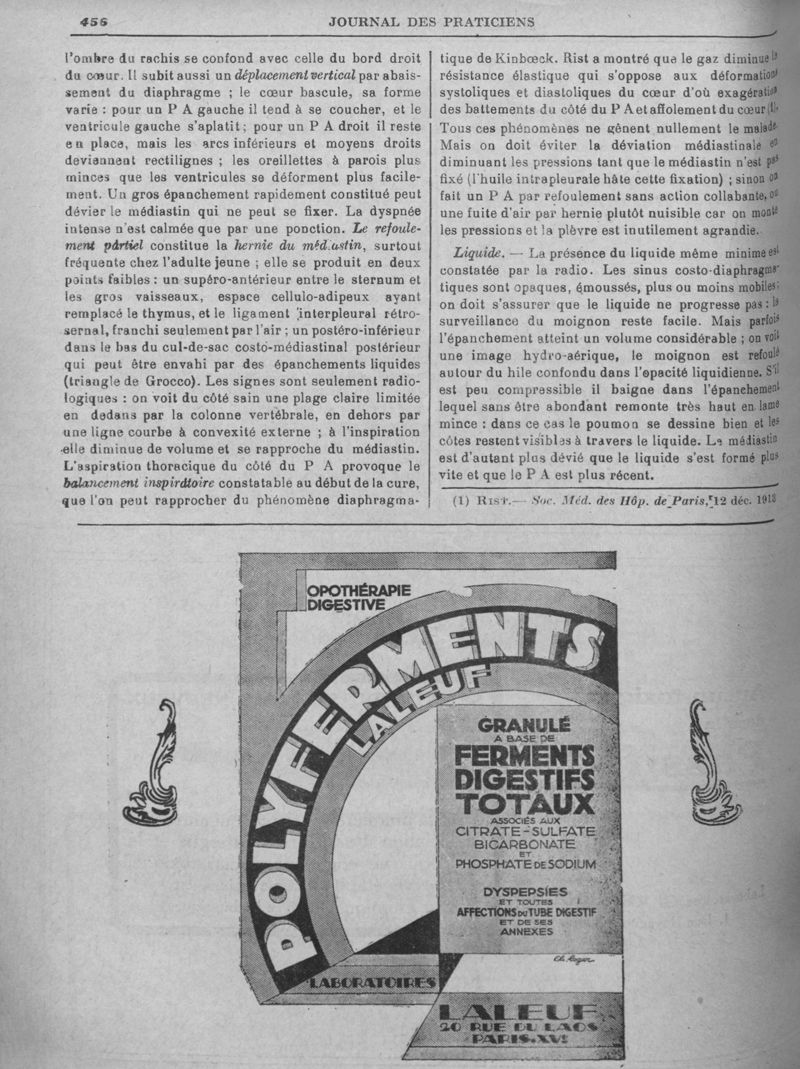 456
JOURNAL DES PRATICIENS
l'ombre du rachis se confond avec celle du bord droit
du cœur. Il subit aussi un déplacement vertical par abais-
sement du diaphragme ; le cœur bascule, sa forme
varie : pour un P A gauche il tend à se coucher, et le
ventricule gauche s'aplatit ; pour un P A droit il reste
en place, mais les arcs inférieurs et moyens droits
deviennent rectilignes ; les oreillettes à parois plus
minces que les ventricules se déforment plus facile-
ment. Un gros épanchement rapidement constitué peut
dévier le médiastin qui ne peut se fixer. La dyspnée
intense n'est calmée que par une ponction. Le refoule-
ment partiel constitue la hernie du méd.astin, surtout
fréquente chez l'adulte jeune ; elle se produit en deux
points faibles : un supéro-antérieur entre le sternum et
les gros vaisseaux, espace cellulo-adipeux ayant
remplacé le thymus, et le ligament interpleural rétro-
sernal, franchi seulement par l'air ; un postéro-inférieur
dans le bas du cul-de-sac costo-médiastinal postérieur
qui peut être envahi par des épanchements liquides
(triangle de Grocco). Les signes sont seulement radio-
logiques : on voit du côté sain une plage claire limitée
en dedans par la colonne vertébrale, en dehors par
une ligne courbe à convexité externe ; à l'inspiration
elle diminue de volume et se rapproche du médiastin.
L'aspiration thoracique du côté du P A provoque le
balancement inspiratoire constatable au début de la cure,
que l'on peut rapprocher du phénomène diaphragma-
tique de Kinbœck. Rist a montré que le gaz diminue la
résistance élastique qui s'oppose aux déformations
systoliques et diastoliques du cœur d'où exagération
des battements du côté du P A et affolement du cœur (1).
Tous ces phénomènes ne gênent nullement le malade.
Mais on doit éviter la déviation médiastinale en
diminuant les pressions tant que le médiastin n'est pas
fixé (l'huile intrapleurale hâte cette fixation) ; sinon on
fait un P A par refoulement sans action collabante, ou
une fuite d'air par hernie plutôt nuisible car on monte
les pressions et la plèvre est inutilement agrandie.
Liquide. — La présence du liquide même minime est
constatée par la radio. Les sinus costo-diaphragma-
tiques sont opaques, émoussés, plus ou moins mobiles ;
on doit s'assurer que le liquide ne progresse pas : la
surveillance du moignon reste facile. Mais parfois
l'épanchement atteint un volume considérable ; on voit
une image hydro-aérique, le moignon est refoulé
autour du hile confondu dans l'opacité liquidienne. S'il
est peu compressible il baigne dans l'épanchement
lequel sans être abondant remonte très haut en lame
mince : dans ce cas le poumon se dessine bien et les
côtes restent visibles à travers le liquide. Le médiastin
est d'autant plus dévié que le liquide s'est formé plus
vite et que le P A est plus récent.
(1) RIST. — Soc. Méd. des Hôp. de Paris, 12 déc. 1913
OPOTHÉRAPIE
DIGESTIVE
POLYFERMENTS
LALEUF
GRANULÉ
A BASE DE
FERMENTS
DIGESTIFS
TOTAUX
ASSOCIÉS AUX
CITRATE-SULFATE
BICARBONATE
ET
PHOSPHATE DE SODIUM
DYSPEPSIES
ET TOUTES
AFFECTIONS DU TUBE DIGESTIF
ET DE SES
ANNEXES
Ch. Roger
LABORATOIRES
LALEUF
20 RUE DU LAOS
PARIS.XVe